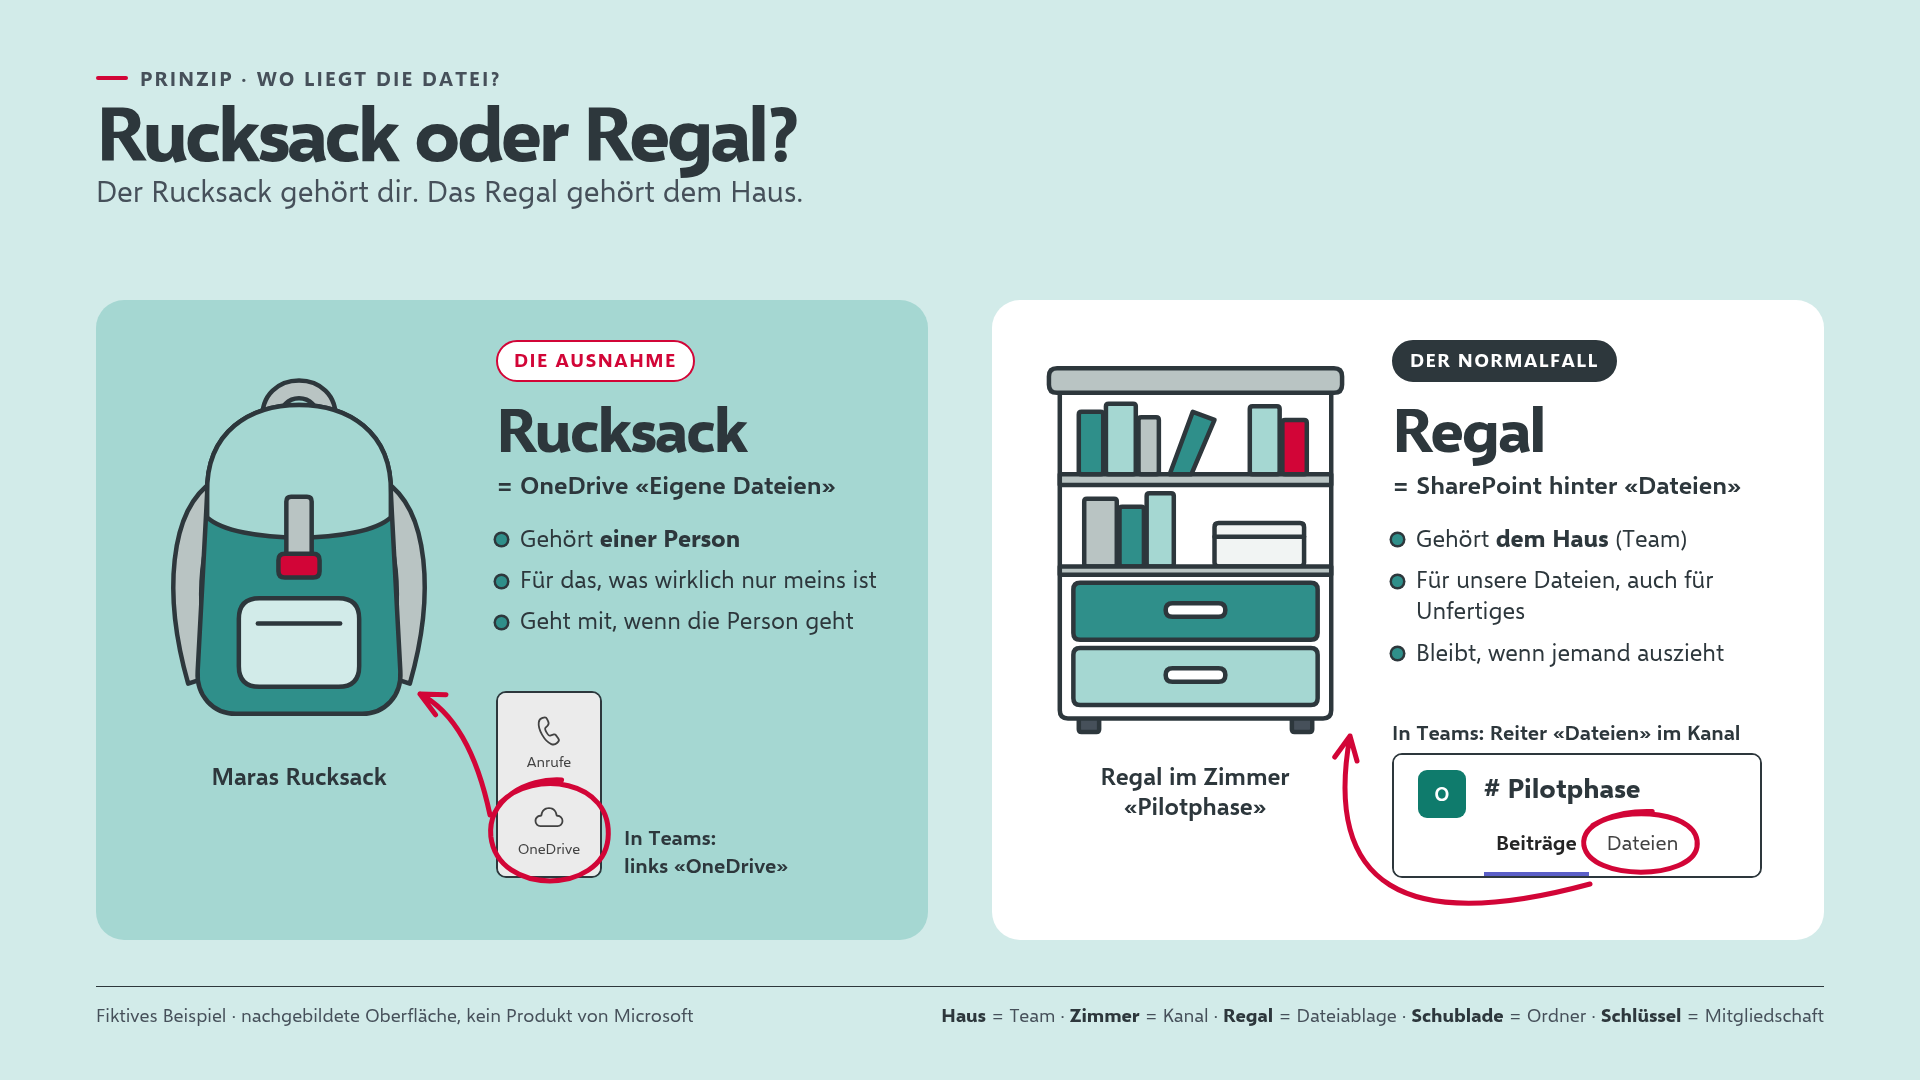 PRINZIP · WO LIEGT DIE DATEI?
Rucksack oder Regal?
Der Rucksack gehört dir. Das Regal gehört dem Haus.
DIE AUSNAHME
Rucksack
= OneDrive «Eigene Dateien»
Gehört einer Person
Für das, was wirklich nur meins ist
Geht mit, wenn die Person geht
Maras Rucksack
Anrufe
OneDrive
In Teams:
links «OneDrive»
DER NORMALFALL
Regal
= SharePoint hinter «Dateien»
Gehört dem Haus (Team)
Für unsere Dateien, auch für
Unfertiges
Bleibt, wenn jemand auszieht
Regal im Zimmer
«Pilotphase»
In Teams: Reiter «Dateien» im Kanal
O
# Pilotphase
Beiträge Dateien
Fiktives Beispiel · nachgebildete Oberfläche, kein Produkt von Microsoft
Haus = Team · Zimmer = Kanal · Regal = Dateiablage · Schublade = Ordner · Schlüssel = Mitgliedschaft